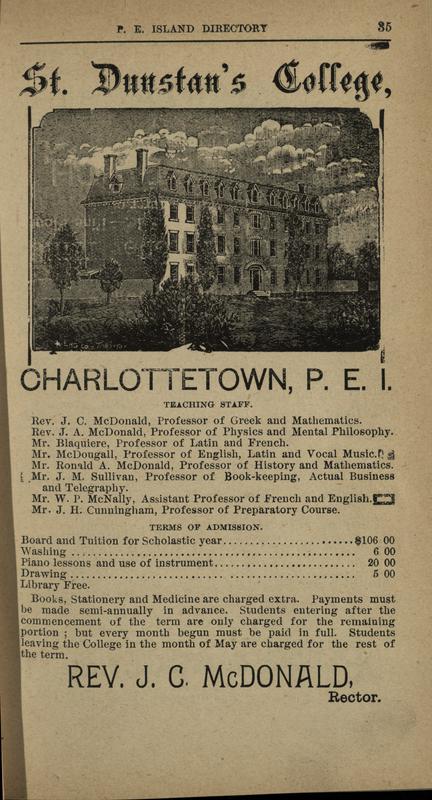 P. E. ISLAND DIRECTORY 35
St. Dunstan's College,
CHARLOTTETOWN, P. E. I.
TEACHING STAFF.
Rev. J. C. McDonald, Professor of Greek and Mathematics.
Rev. J. A. McDonald, Professor of Physics and Mental Philosophy.
Mr. Blaquiere, Professor of Latin and French.
Mr. McDougall, Professor of English, Latin and Vocal Music.
Mr. Ronald A. McDonald, Professor of History and Mathematics.
Mr. J. M. Sullivan, Professor of Book-keeping, Actual Business
and Telegraphy.
Mr. W. P. McNally, Assistant Professor of French and English.
Mr. J. H. Cunningham, Professor of Preparatory Course.
TERMS OF ADMISSION.
Board and Tuition for Scholastic year........................$106 00
Washing ........................ 6 00
Piano lessons and use of instrument........................ 20 00
Drawing ........................ 5 00
Library Free.
Books, Stationery and Medicine are charged extra. Payments must
be made semi-annually in advance. Students entering after the
commencement of the term are only charged for the remaining
portion ; but every month begun must be paid in full. Students
leaving the College in the month of May are charged for the rest of
the term.
REV. J. C. McDONALD,
Rector.